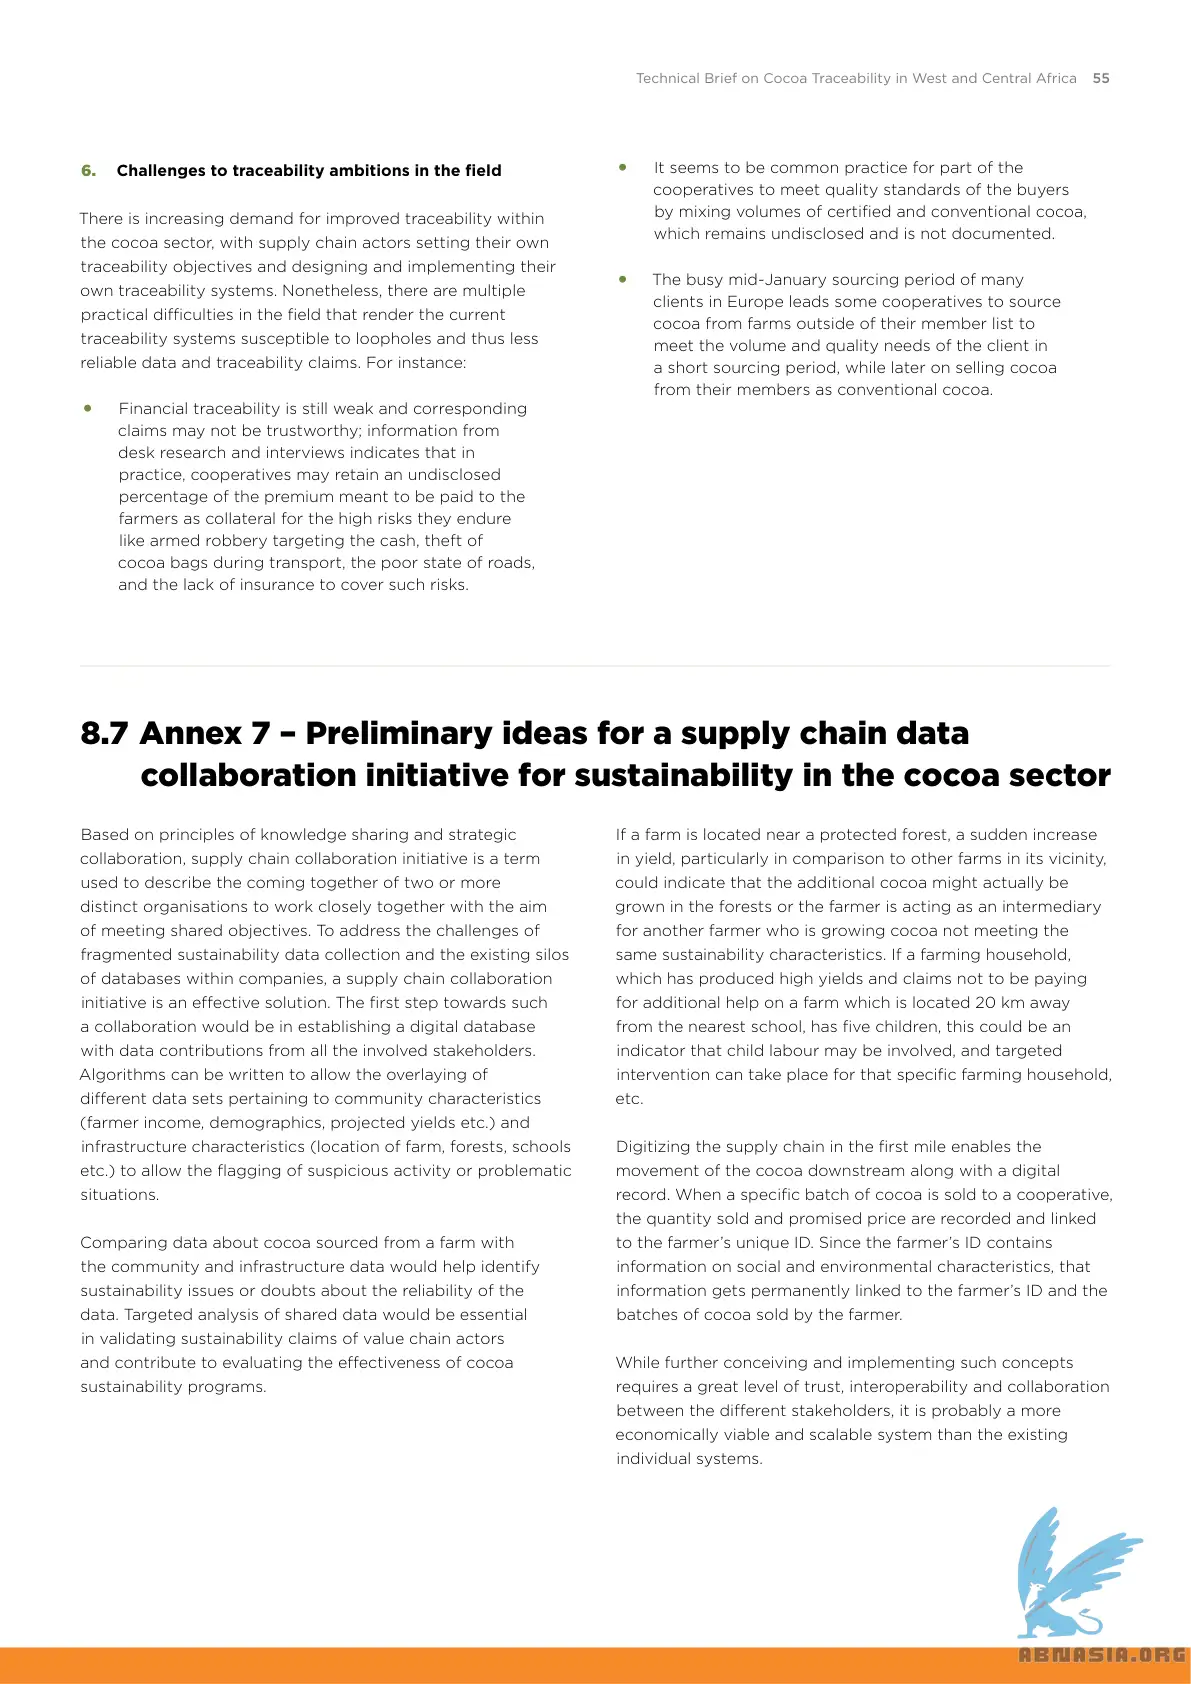 Technical Brief on Cocoa Traceability in West and Central Africa 55
6. Challenges to traceability ambitions in the field
There is increasing demand for improved traceability within
the cocoa sector, with supply chain actors setting their own
traceability objectives and designing and implementing their
own traceability systems. Nonetheless, there are multiple
practical difficulties in the field that render the current
traceability systems susceptible to loopholes and thus less
reliable data and traceability claims. For instance:
• Financial traceability is still weak and corresponding
claims may not be trustworthy; information from
desk research and interviews indicates that in
practice, cooperatives may retain an undisclosed
percentage of the premium meant to be paid to the
farmers as collateral for the high risks they endure
like armed robbery targeting the cash, theft of
cocoa bags during transport, the poor state of roads,
and the lack of insurance to cover such risks.
• It seems to be common practice for part of the
cooperatives to meet quality standards of the buyers
by mixing volumes of certified and conventional cocoa,
which remains undisclosed and is not documented.
• The busy mid-January sourcing period of many
clients in Europe leads some cooperatives to source
cocoa from farms outside of their member list to
meet the volume and quality needs of the client in
a short sourcing period, while later on selling cocoa
from their members as conventional cocoa.
8.7 Annex 7 – Preliminary ideas for a supply chain data
collaboration initiative for sustainability in the cocoa sector
Based on principles of knowledge sharing and strategic
collaboration, supply chain collaboration initiative is a term
used to describe the coming together of two or more
distinct organisations to work closely together with the aim
of meeting shared objectives. To address the challenges of
fragmented sustainability data collection and the existing silos
of databases within companies, a supply chain collaboration
initiative is an effective solution. The first step towards such
a collaboration would be in establishing a digital database
with data contributions from all the involved stakeholders.
Algorithms can be written to allow the overlaying of
different data sets pertaining to community characteristics
(farmer income, demographics, projected yields etc.) and
infrastructure characteristics (location of farm, forests, schools
etc.) to allow the flagging of suspicious activity or problematic
situations.
Comparing data about cocoa sourced from a farm with
the community and infrastructure data would help identify
sustainability issues or doubts about the reliability of the
data. Targeted analysis of shared data would be essential
in validating sustainability claims of value chain actors
and contribute to evaluating the effectiveness of cocoa
sustainability programs.
If a farm is located near a protected forest, a sudden increase
in yield, particularly in comparison to other farms in its vicinity,
could indicate that the additional cocoa might actually be
grown in the forests or the farmer is acting as an intermediary
for another farmer who is growing cocoa not meeting the
same sustainability characteristics. If a farming household,
which has produced high yields and claims not to be paying
for additional help on a farm which is located 20 km away
from the nearest school, has five children, this could be an
indicator that child labour may be involved, and targeted
intervention can take place for that specific farming household,
etc.
Digitizing the supply chain in the first mile enables the
movement of the cocoa downstream along with a digital
record. When a specific batch of cocoa is sold to a cooperative,
the quantity sold and promised price are recorded and linked
to the farmer’s unique ID. Since the farmer’s ID contains
information on social and environmental characteristics, that
information gets permanently linked to the farmer’s ID and the
batches of cocoa sold by the farmer.
While further conceiving and implementing such concepts
requires a great level of trust, interoperability and collaboration
between the different stakeholders, it is probably a more
economically viable and scalable system than the existing
individual systems.
ABNASIA.ORG